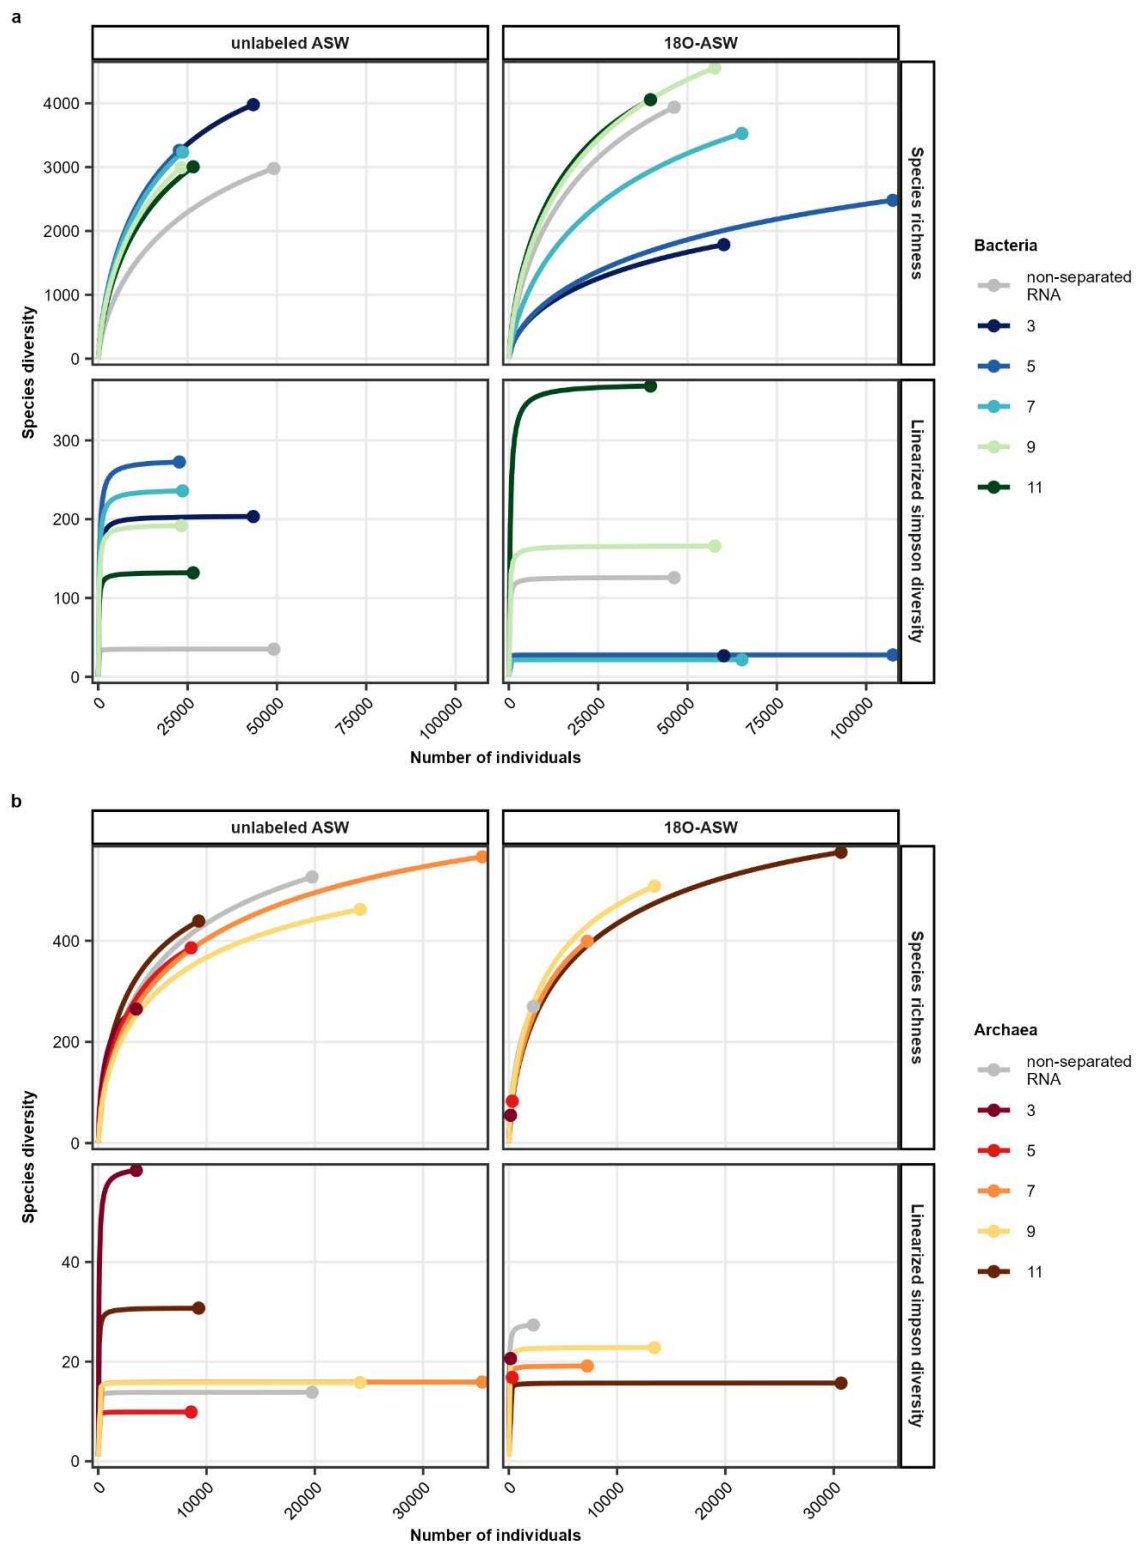 a
unlabeled ASW
18O-ASW
4000
3000
2000
1000
0
Species richness
300
200
100
0
Linearized simpson diversity
Species diversity
0
25000
50000
75000
100000
0
25000
50000
75000
100000
Number of individuals
Bacteria
non-separated
RNA
3
5
7
9
11
b
unlabeled ASW
18O-ASW
400
200
0
Species richness
40
20
0
Linearized simpson diversity
Species diversity
0
10000
20000
30000
0
10000
20000
30000
Number of individuals
Archaea
non-separated
RNA
3
5
7
9
11